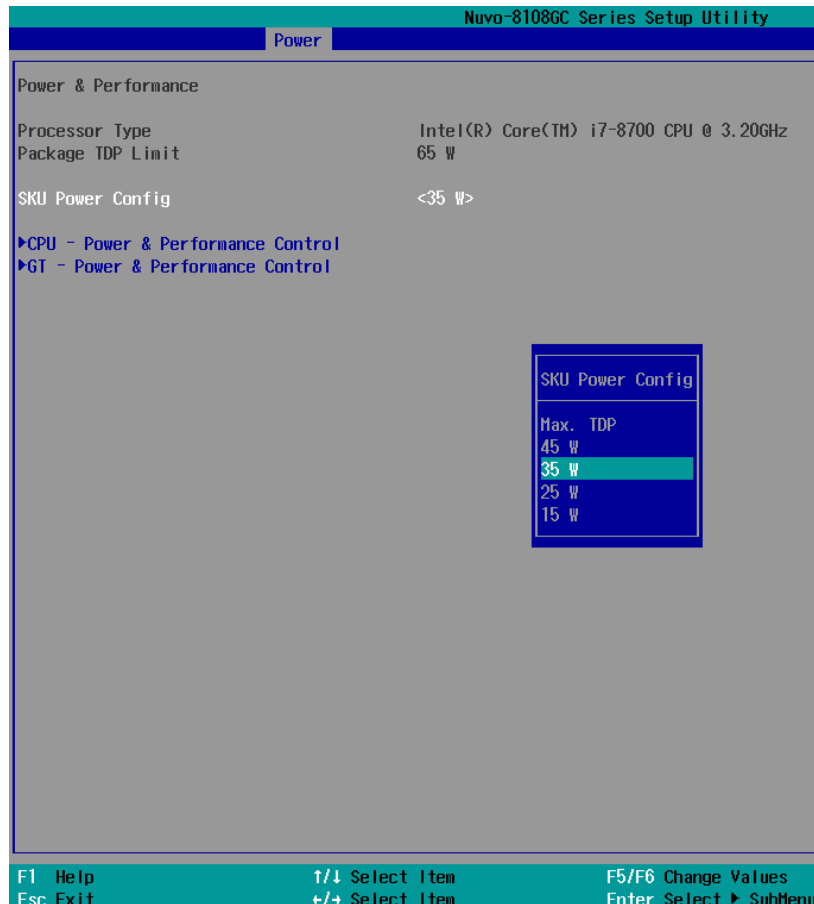 Nuvo-8108GC Series Setup Utility
Power
Power & Performance
Processor Type Intel(R) Core(TM) i7-8700 CPU @ 3.20GHz
Package TDP Limit 65 W
SKU Power Config <35 W>
►CPU - Power & Performance Control
►GT - Power & Performance Control
SKU Power Config
Max. TDP
45 W
35 W
25 W
15 W
F1 Help ↑/↓ Select Item F5/F6 Change Values
Esc Exit ←/→ Select Item Enter Select ► SubMenu